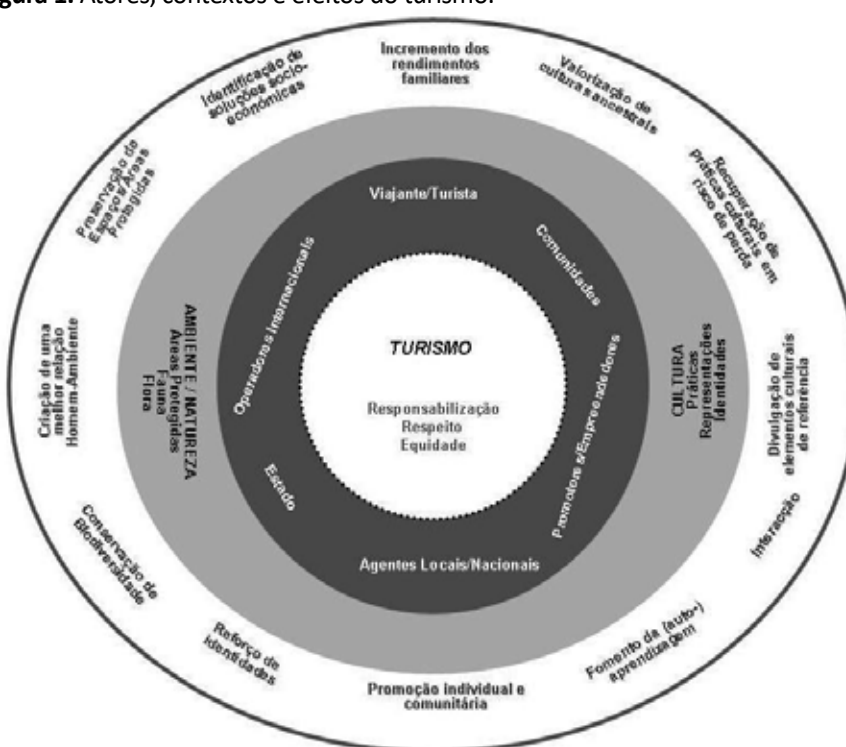 gura 1. Atores, contextos e efeitos do turismo.
Incremento dos
rendimentos
familiares
Valorização de
culturas ancestrais
Recuperação de
práticas culturais em
risco de perda
Divulgação de
elementos culturais
de referência
Interacção
Fomento da (auto-)
aprendizagem
Promoção individual e
comunitária
Reforço de
identidades
Conservação de
Biodiversidade
Criação de uma
melhor relação
Homem-Ambiente
Preservação de
Espaços/Áreas
Protegidas
Identificação de
soluções socio-
económicas
AMBIENTE / NATUREZA
Áreas Protegidas
Fauna
Flora
CULTURA
Práticas
Representações
Identidades
Viajante/Turista
Comunidades
Promotores/Empreendedores
Agentes Locais/Nacionais
Estado
Operadores Internacionais
TURISMO
Responsabilização
Respeito
Equidade